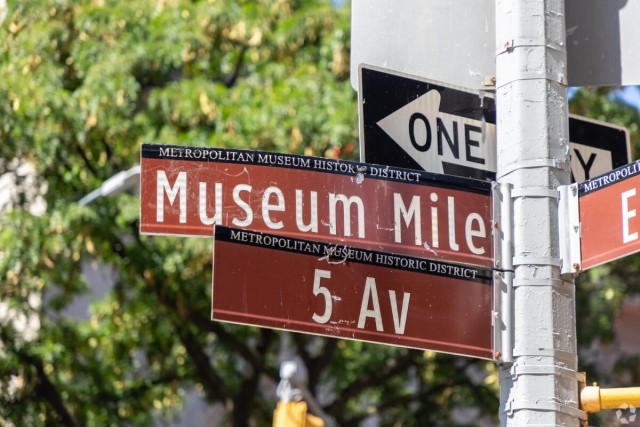 ONE
Y
METROPOLITAN MUSEUM HISTORIC DISTRICT
Museum Mile
METROPOLITAN MUSEUM HISTORIC DISTRICT
5 Av
METROPOLIT
E